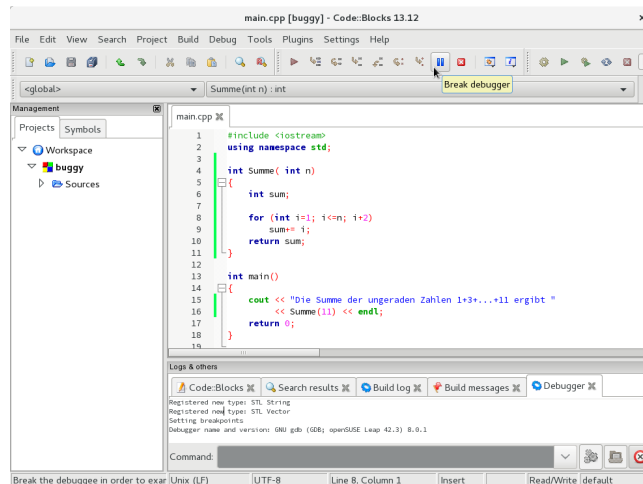 main.cpp [buggy] - Code::Blocks 13.12
File Edit View Search Project Build Debug Tools Plugins Settings Help
Break debugger
<global>
Summe(int n) : int
Management
Projects Symbols
Workspace
buggy
Sources
main.cpp
1 #include <iostream>
2 using namespace std;
3
4 int Summe( int n)
5 {
6 int sum;
7
8 for (int i=1; i<=n; i+2)
9 sum+= i;
10 return sum;
11 }
12
13 int main()
14 {
15 cout << "Die Summe der ungeraden Zahlen 1+3+...+11 ergibt "
16 << Summe(11) << endl;
17 return 0;
18 }
19
Logs & others
Code::Blocks Search results Build log Build messages Debugger
Registered new type: STL String
Registered new type: STL Vector
Setting breakpoints
Debugger name and version: GNU gdb (GDB; openSUSE Leap 42.3) 8.0.1
Command:
Break the debuggee in order to exar Unix (LF) UTF-8 Line 8, Column 1 Insert Read/Write default